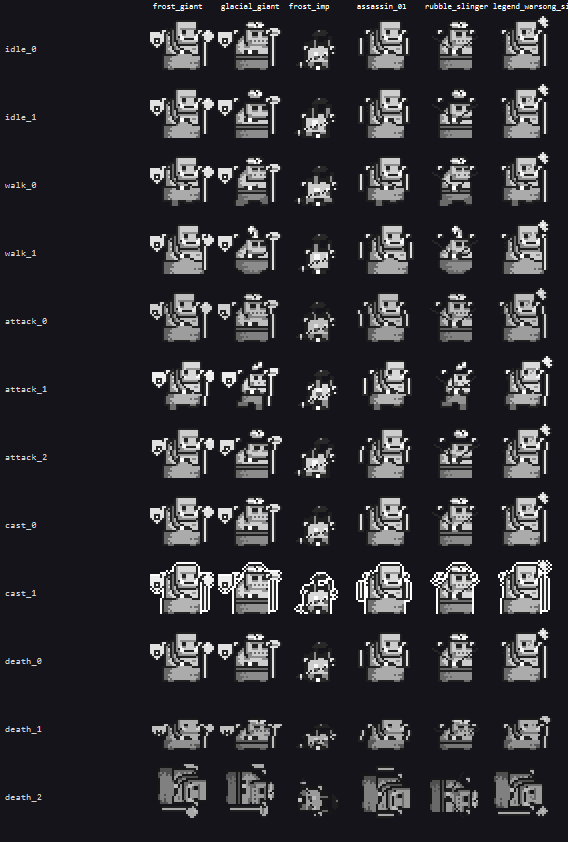 frost_giant glacial_giant frost_imp assassin_01 rubble_slinger legend_warsong_si
idle_0
idle_1
walk_0
walk_1
attack_0
attack_1
attack_2
cast_0
cast_1
death_0
death_1
death_2